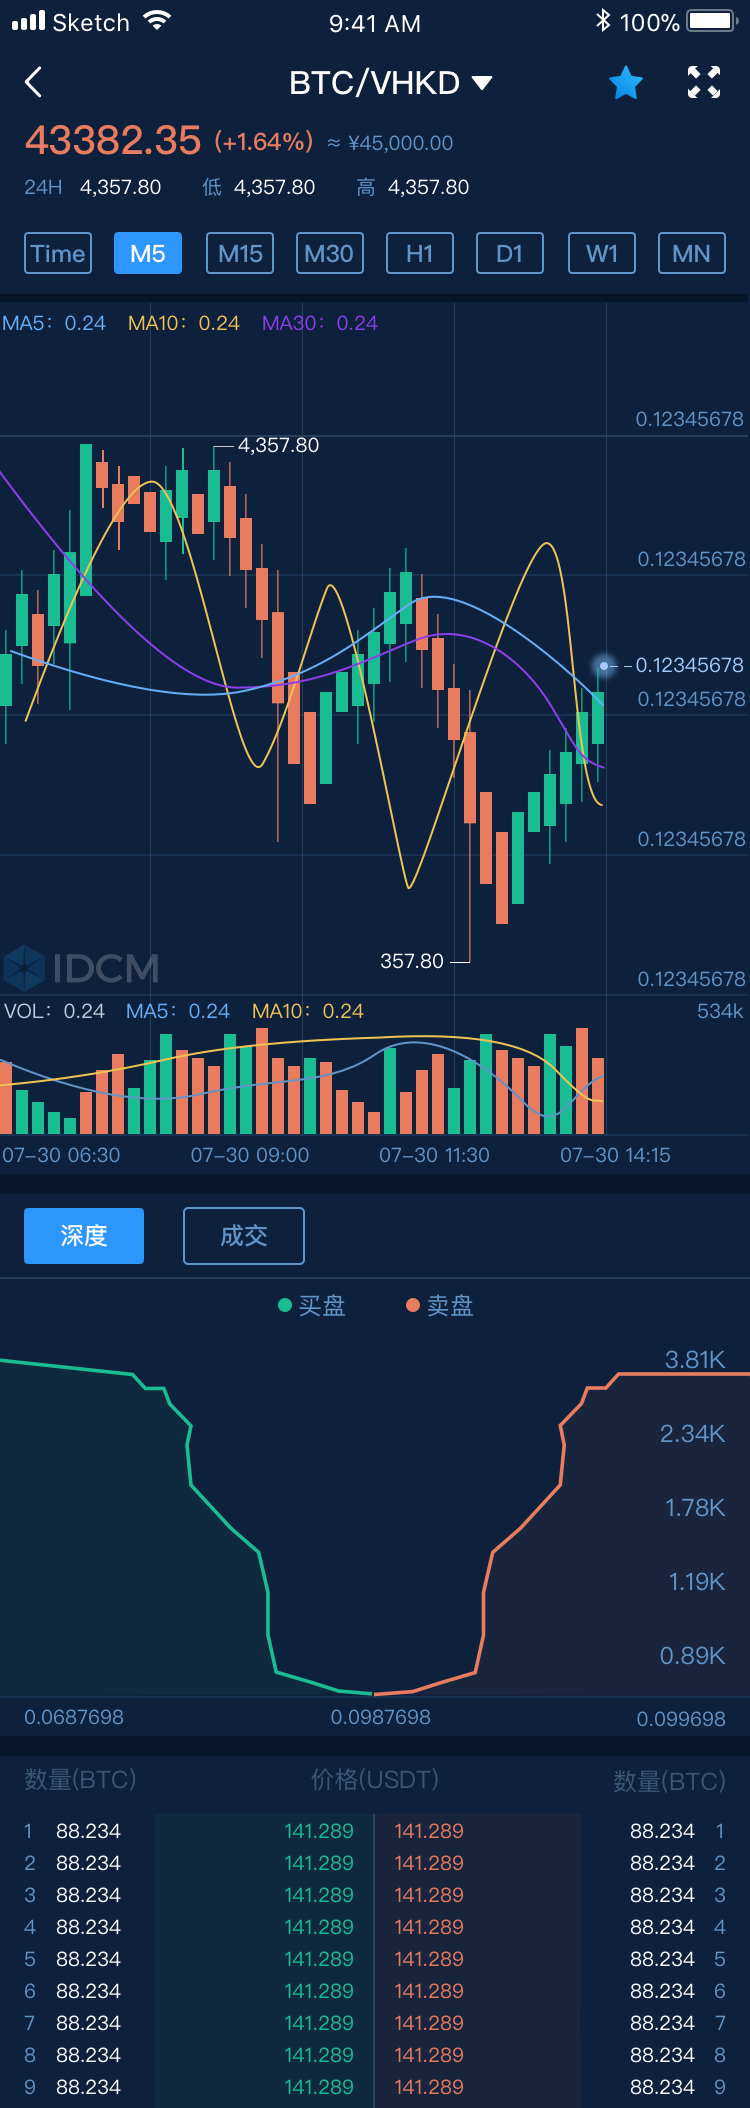 Sketch 9:41 AM 100%
BTC/VHKD
43382.35 (+1.64%) ≈ ¥45,000.00
24H 4,357.80 低 4,357.80 高 4,357.80
Time M5 M15 M30 H1 D1 W1 MN
MA5: 0.24 MA10: 0.24 MA30: 0.24
0.12345678
4,357.80
0.12345678
0.12345678
0.12345678
0.12345678
357.80
IDCM
0.12345678
VOL: 0.24 MA5: 0.24 MA10: 0.24 534k
07-30 06:30 07-30 09:00 07-30 11:30 07-30 14:15
深度 成交
买盘 卖盘
3.81K
2.34K
1.78K
1.19K
0.89K
0.0687698 0.0987698 0.099698
数量(BTC) 价格(USDT) 数量(BTC)
1 88.234 141.289 141.289 88.234 1
2 88.234 141.289 141.289 88.234 2
3 88.234 141.289 141.289 88.234 3
4 88.234 141.289 141.289 88.234 4
5 88.234 141.289 141.289 88.234 5
6 88.234 141.289 141.289 88.234 6
7 88.234 141.289 141.289 88.234 7
8 88.234 141.289 141.289 88.234 8
9 88.234 141.289 141.289 88.234 9